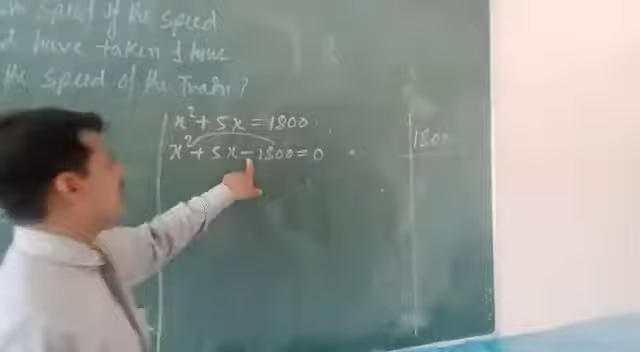 speed if the speed
have taken 1 hour
the speed of the Train?
x² + 5x = 1800
x² + 5x - 1800 = 0
1800